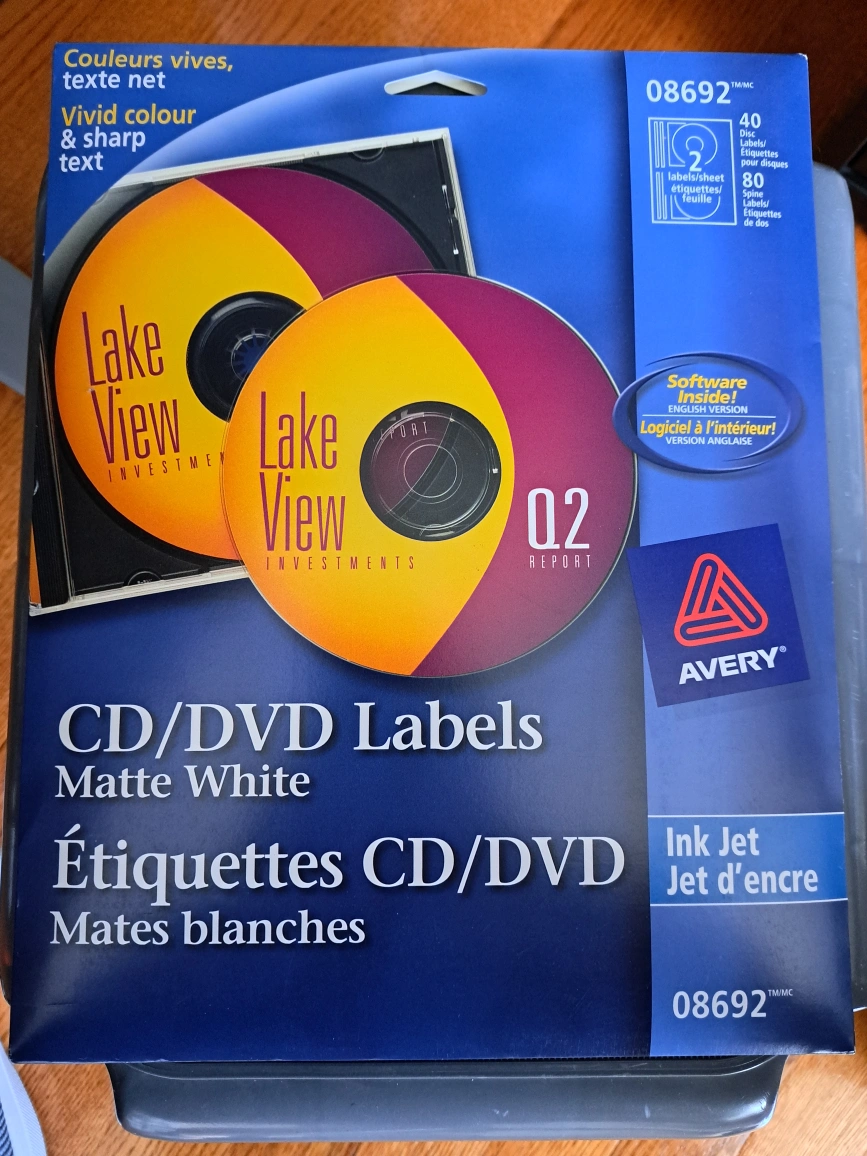 Couleurs vives,
texte net
Vivid colour
& sharp
text
08692™/MC
40
Disc
Labels/
Étiquettes
pour disques
2
labels/sheet
étiquettes/
feuille
80
Spine
Labels/
Étiquettes
de dos
Lake
View
INVESTMEN
Lake
View
INVESTMENTS
PORT
Q2
REPORT
Software
Inside!
ENGLISH VERSION
Logiciel à l'intérieur!
VERSION ANGLAISE
AVERY®
CD/DVD Labels
Matte White
Étiquettes CD/DVD
Mates blanches
Ink Jet
Jet d'encre
08692™/MC